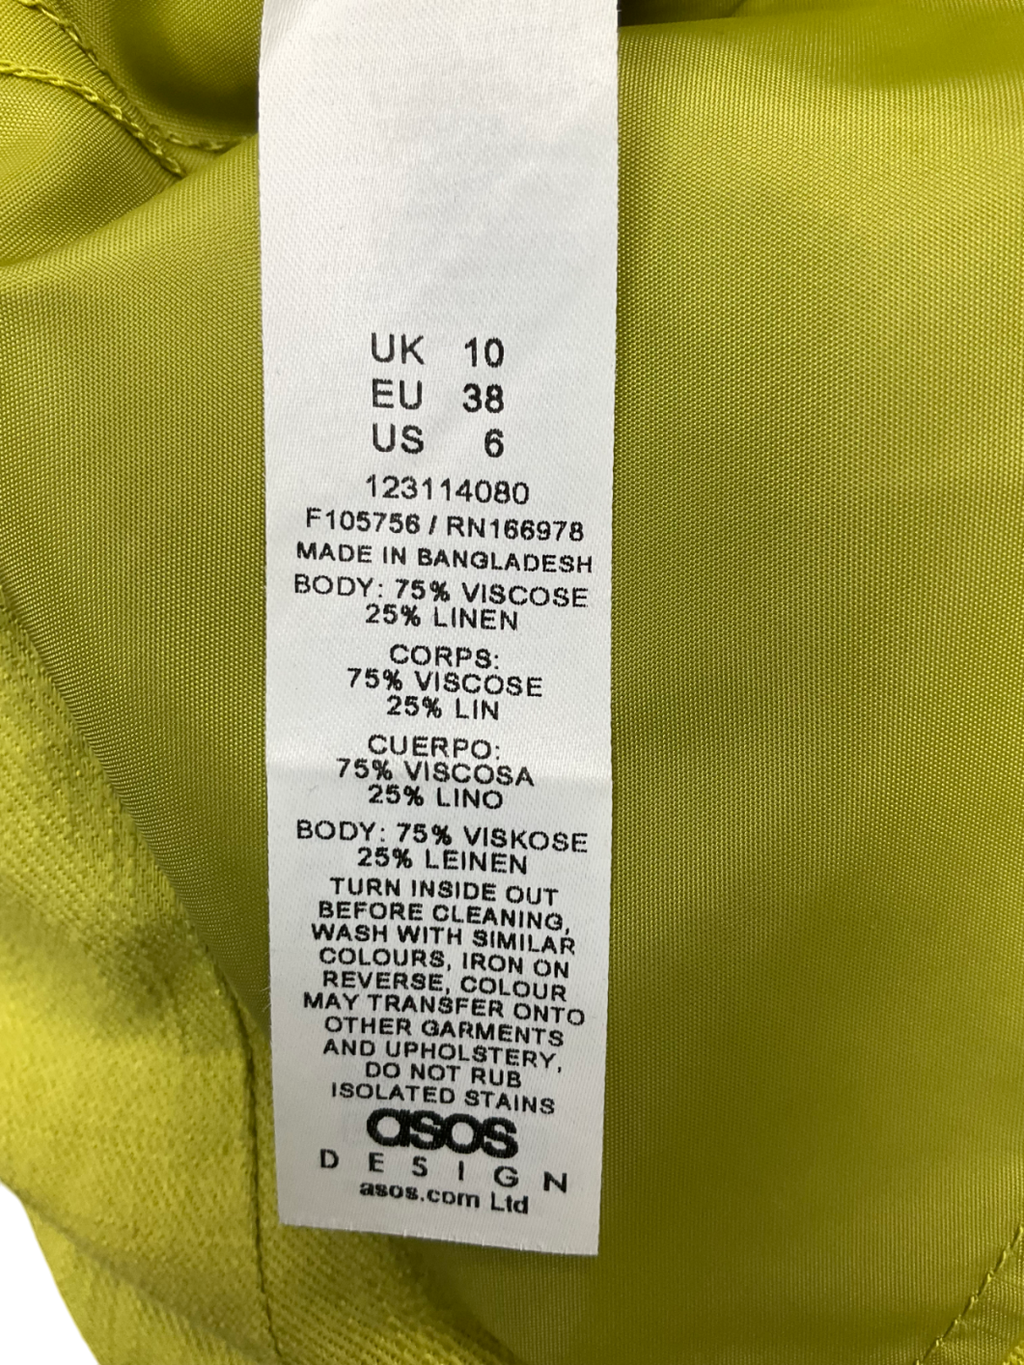 UK 10
EU 38
US 6
123114080
F105756 / RN166978
MADE IN BANGLADESH
BODY: 75% VISCOSE
25% LINEN
CORPS:
75% VISCOSE
25% LIN
CUERPO:
75% VISCOSA
25% LINO
BODY: 75% VISKOSE
25% LEINEN
TURN INSIDE OUT
BEFORE CLEANING,
WASH WITH SIMILAR
COLOURS, IRON ON
REVERSE, COLOUR
MAY TRANSFER ONTO
OTHER GARMENTS
AND UPHOLSTERY,
DO NOT RUB
ISOLATED STAINS
asos
DESIGN
asos.com Ltd